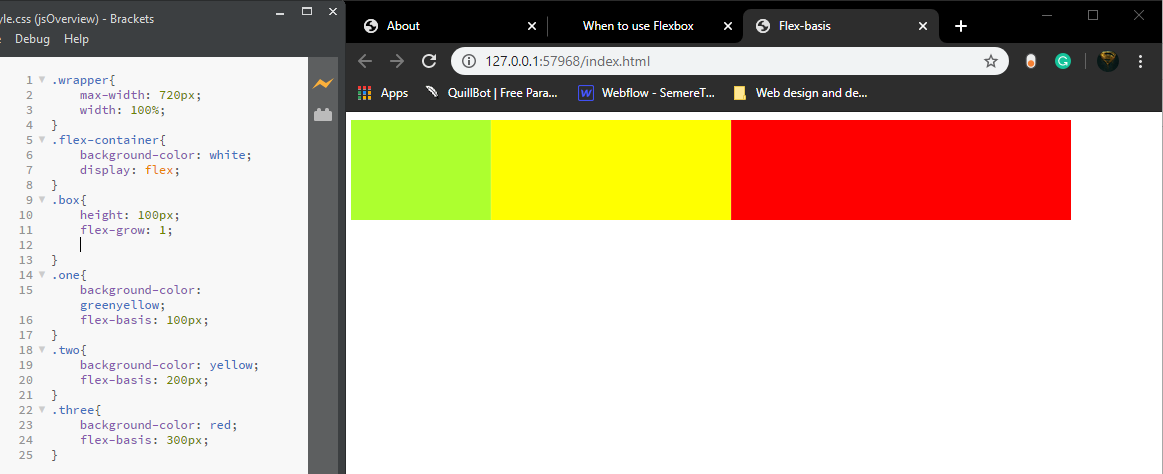 yle.css (jsOverview) - Brackets
Debug Help
1 .wrapper{
2 max-width: 720px;
3 width: 100%;
4 }
5 .flex-container{
6 background-color: white;
7 display: flex;
8 }
9 .box{
10 height: 100px;
11 flex-grow: 1;
12
13 }
14 .one{
15 background-color:
greenyellow;
16 flex-basis: 100px;
17 }
18 .two{
19 background-color: yellow;
20 flex-basis: 200px;
21 }
22 .three{
23 background-color: red;
24 flex-basis: 300px;
25 }
About When to use Flexbox Flex-basis
127.0.0.1:57968/index.html
Apps QuillBot | Free Para... Webflow - SemereT... Web design and de...